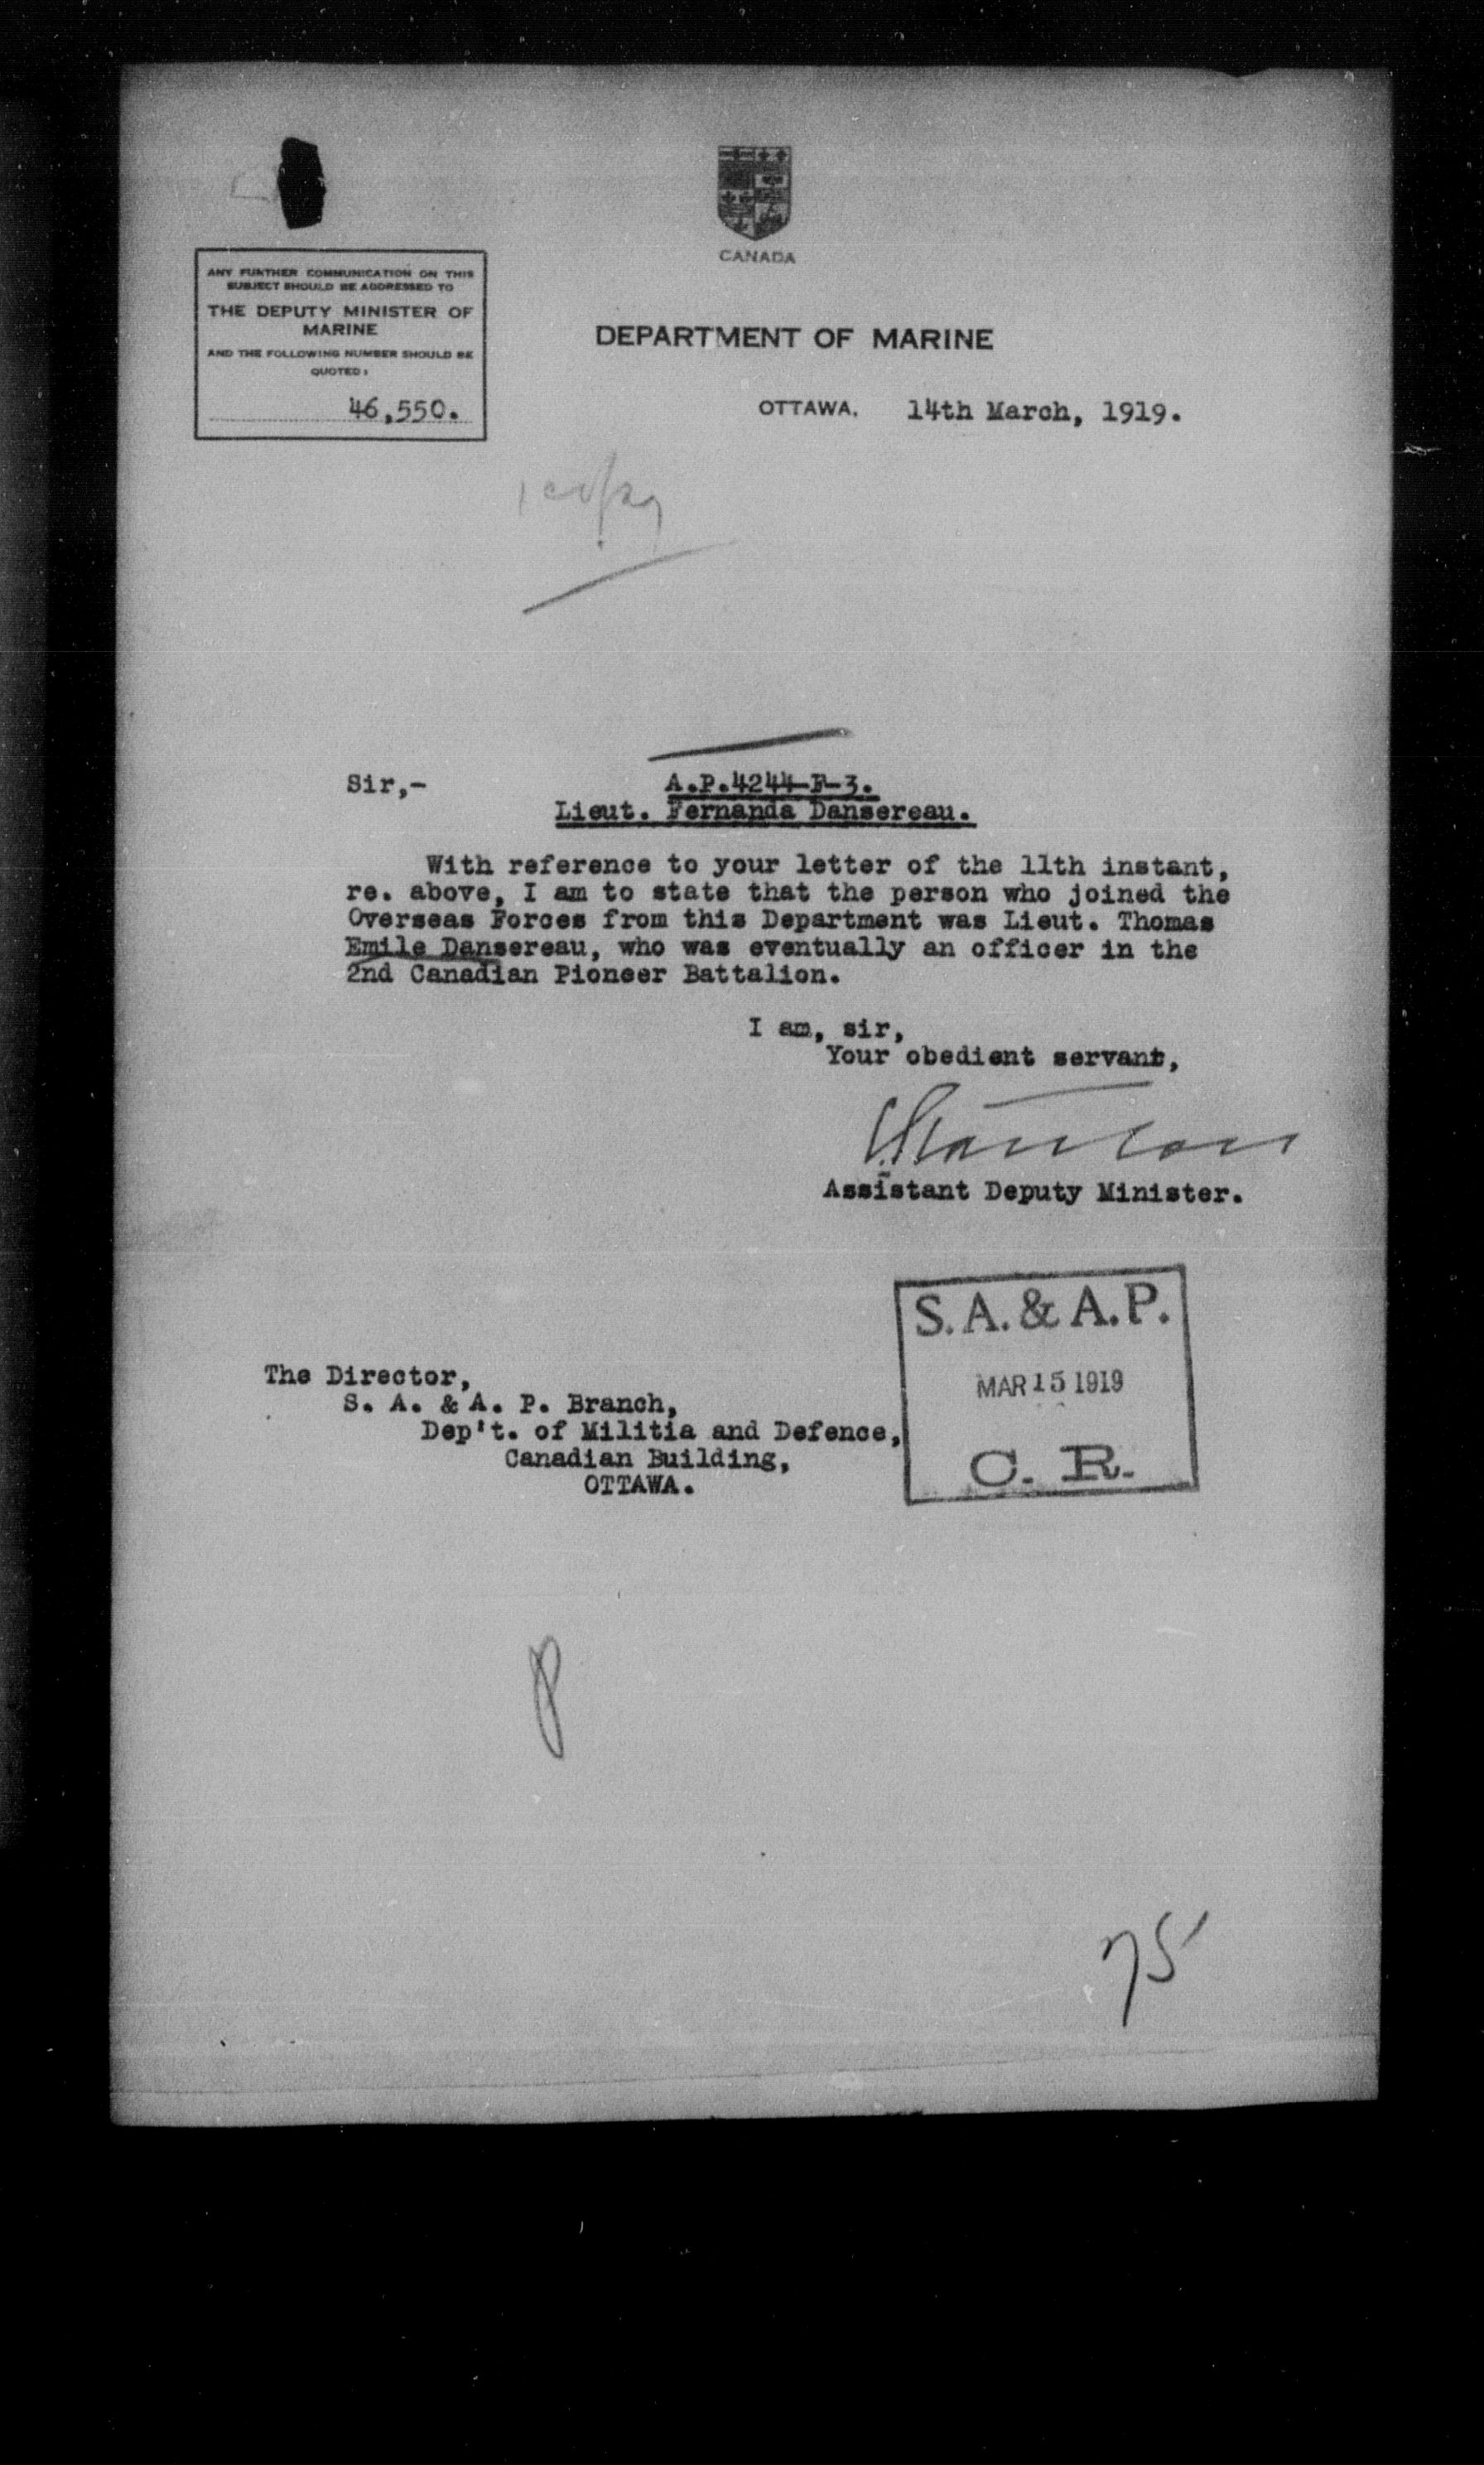 CANADA
ANY FURTHER COMMUNICATION ON THIS
SUBJECT SHOULD BE ADDRESSED TO
THE DEPUTY MINISTER OF
MARINE
AND THE FOLLOWING NUMBER SHOULD BE
QUOTED:
46,550.
DEPARTMENT OF MARINE
OTTAWA, 14th March, 1919.
1 copy
Sir,-
A.P.4244-F-3.
Lieut. Fernanda Dansereau.
With reference to your letter of the 11th instant,
re. above, I am to state that the person who joined the
Overseas Forces from this Department was Lieut. Thomas
Emile Dansereau, who was eventually an officer in the
2nd Canadian Pioneer Battalion.
I am, sir,
Your obedient servant,
Assistant Deputy Minister.
S.A.&A.P.
MAR 15 1919
C. R.
The Director,
S. A. & A. P. Branch,
Dep't. of Militia and Defence,
Canadian Building,
OTTAWA.
75